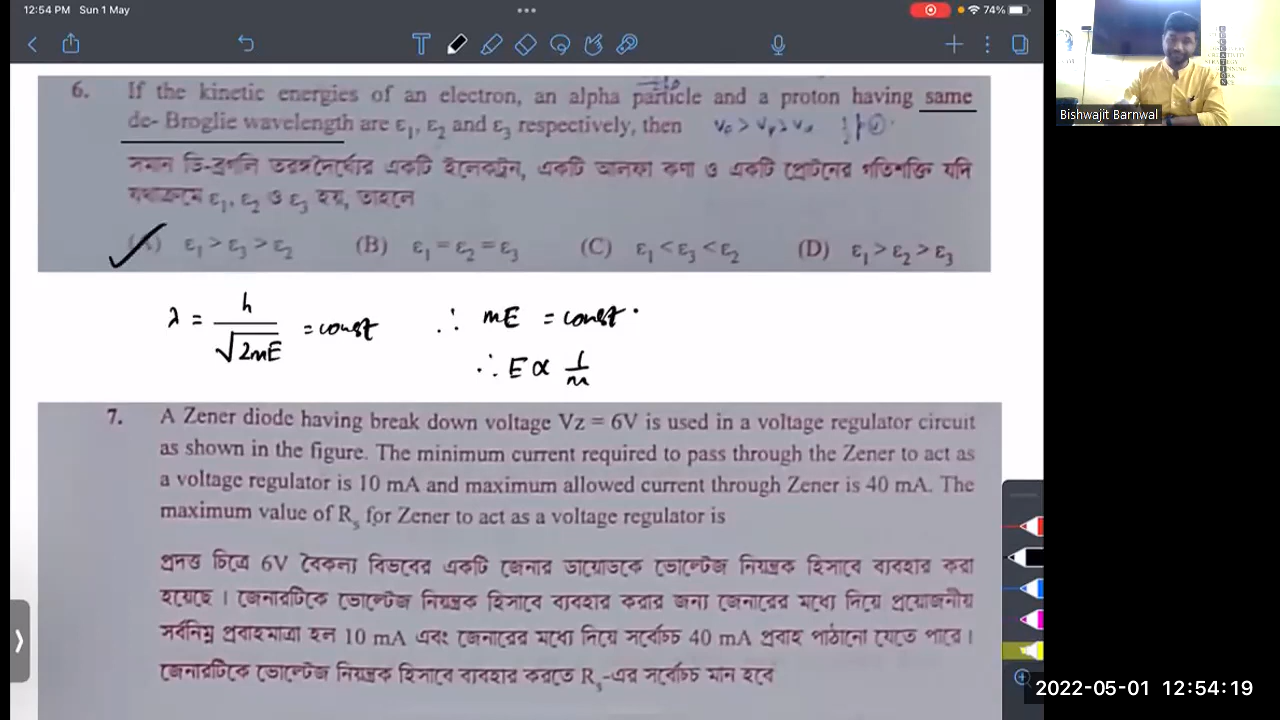 12:54 PM Sun 1 May
74%
6. If the kinetic energies of an electron, an alpha particle and a proton having same
de- Broglie wavelength are ε₁, ε₂ and ε₃ respectively, then
সমান ডি-ব্রগলি তরঙ্গদৈর্ঘ্যের একটি ইলেকট্রন, একটি আলফা কণা ও একটি প্রোটনের গতিশক্তি যদি
যথাক্রমে ε₁, ε₂ ও ε₃ হয়, তাহলে
(A) ε₁ > ε₃ > ε₂ (B) ε₁ = ε₂ = ε₃ (C) ε₁ < ε₃ < ε₂ (D) ε₁ > ε₂ > ε₃
λ = h / √2mE = const ∴ mE = const.
∴ E ∝ 1/m
7. A Zener diode having break down voltage Vz = 6V is used in a voltage regulator circuit
as shown in the figure. The minimum current required to pass through the Zener to act as
a voltage regulator is 10 mA and maximum allowed current through Zener is 40 mA. The
maximum value of Rₛ for Zener to act as a voltage regulator is
প্রদত্ত চিত্রে 6V বৈকল্য বিভবের একটি জেনার ডায়োডকে ভোল্টেজ নিয়ন্ত্রক হিসাবে ব্যবহার করা
হয়েছে। জেনারটিকে ভোল্টেজ নিয়ন্ত্রক হিসাবে ব্যবহার করার জন্য জেনারের মধ্যে দিয়ে প্রয়োজনীয়
সর্বনিম্ন প্রবাহমাত্রা হল 10 mA এবং জেনারের মধ্যে দিয়ে সর্বোচ্চ 40 mA প্রবাহ পাঠানো যেতে পারে।
জেনারটিকে ভোল্টেজ নিয়ন্ত্রক হিসাবে ব্যবহার করতে Rₛ-এর সর্বোচ্চ মান হবে
Bishwajit Barnwal
2022-05-01 12:54:19